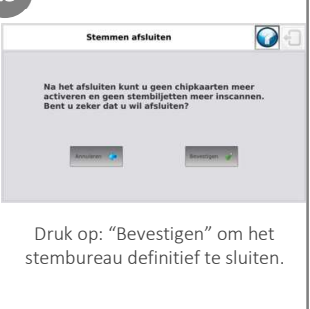 Stemmen afsluiten
Na het afsluiten kunt u geen chipkaarten meer
activeren en geen stembiljetten meer inscannen.
Bent u zeker dat u wil afsluiten?
Annuleren
Bevestigen
Druk op: “Bevestigen” om het
stembureau definitief te sluiten.